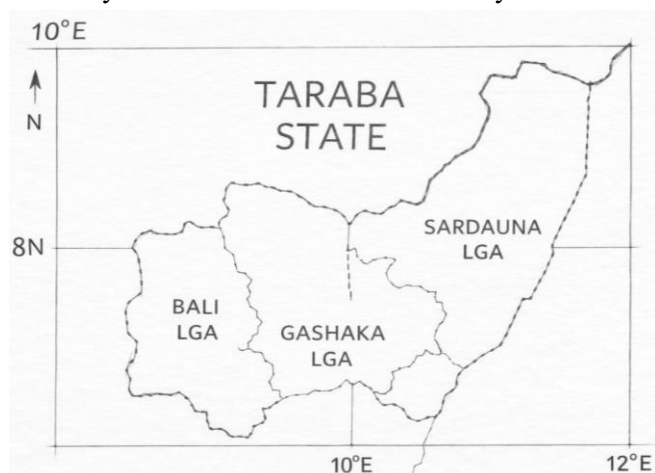 10°E
N
TARABA
STATE
SARDAUNA
LGA
8N
BALI
LGA
GASHAKA
LGA
10°E
12°E